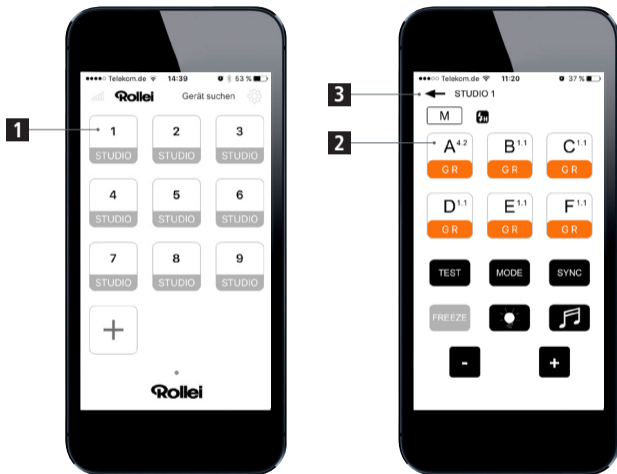 Telekom.de 14:39 53 %
Rollei Gerät suchen
1
1 2 3
STUDIO STUDIO STUDIO
4 5 6
STUDIO STUDIO STUDIO
7 8 9
STUDIO STUDIO STUDIO
+
Rollei
Telekom.de 11:20 37 %
3
STUDIO 1
M H
2
A4.2 B1.1 C1.1
GR GR GR
D1.1 E1.1 F1.1
GR GR GR
TEST MODE SYNC
FREEZE
- +